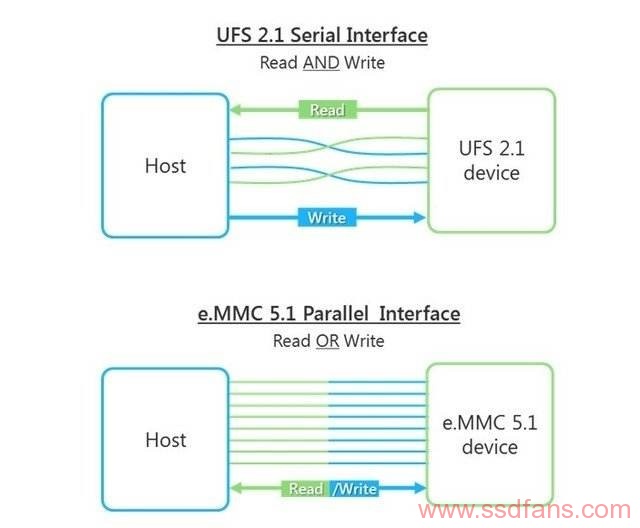 UFS 2.1 Serial Interface
Read AND Write
Read
Host
UFS 2.1
device
Write
e.MMC 5.1 Parallel Interface
Read OR Write
Host
e.MMC 5.1
device
Read/Write
www.ssdfans.com